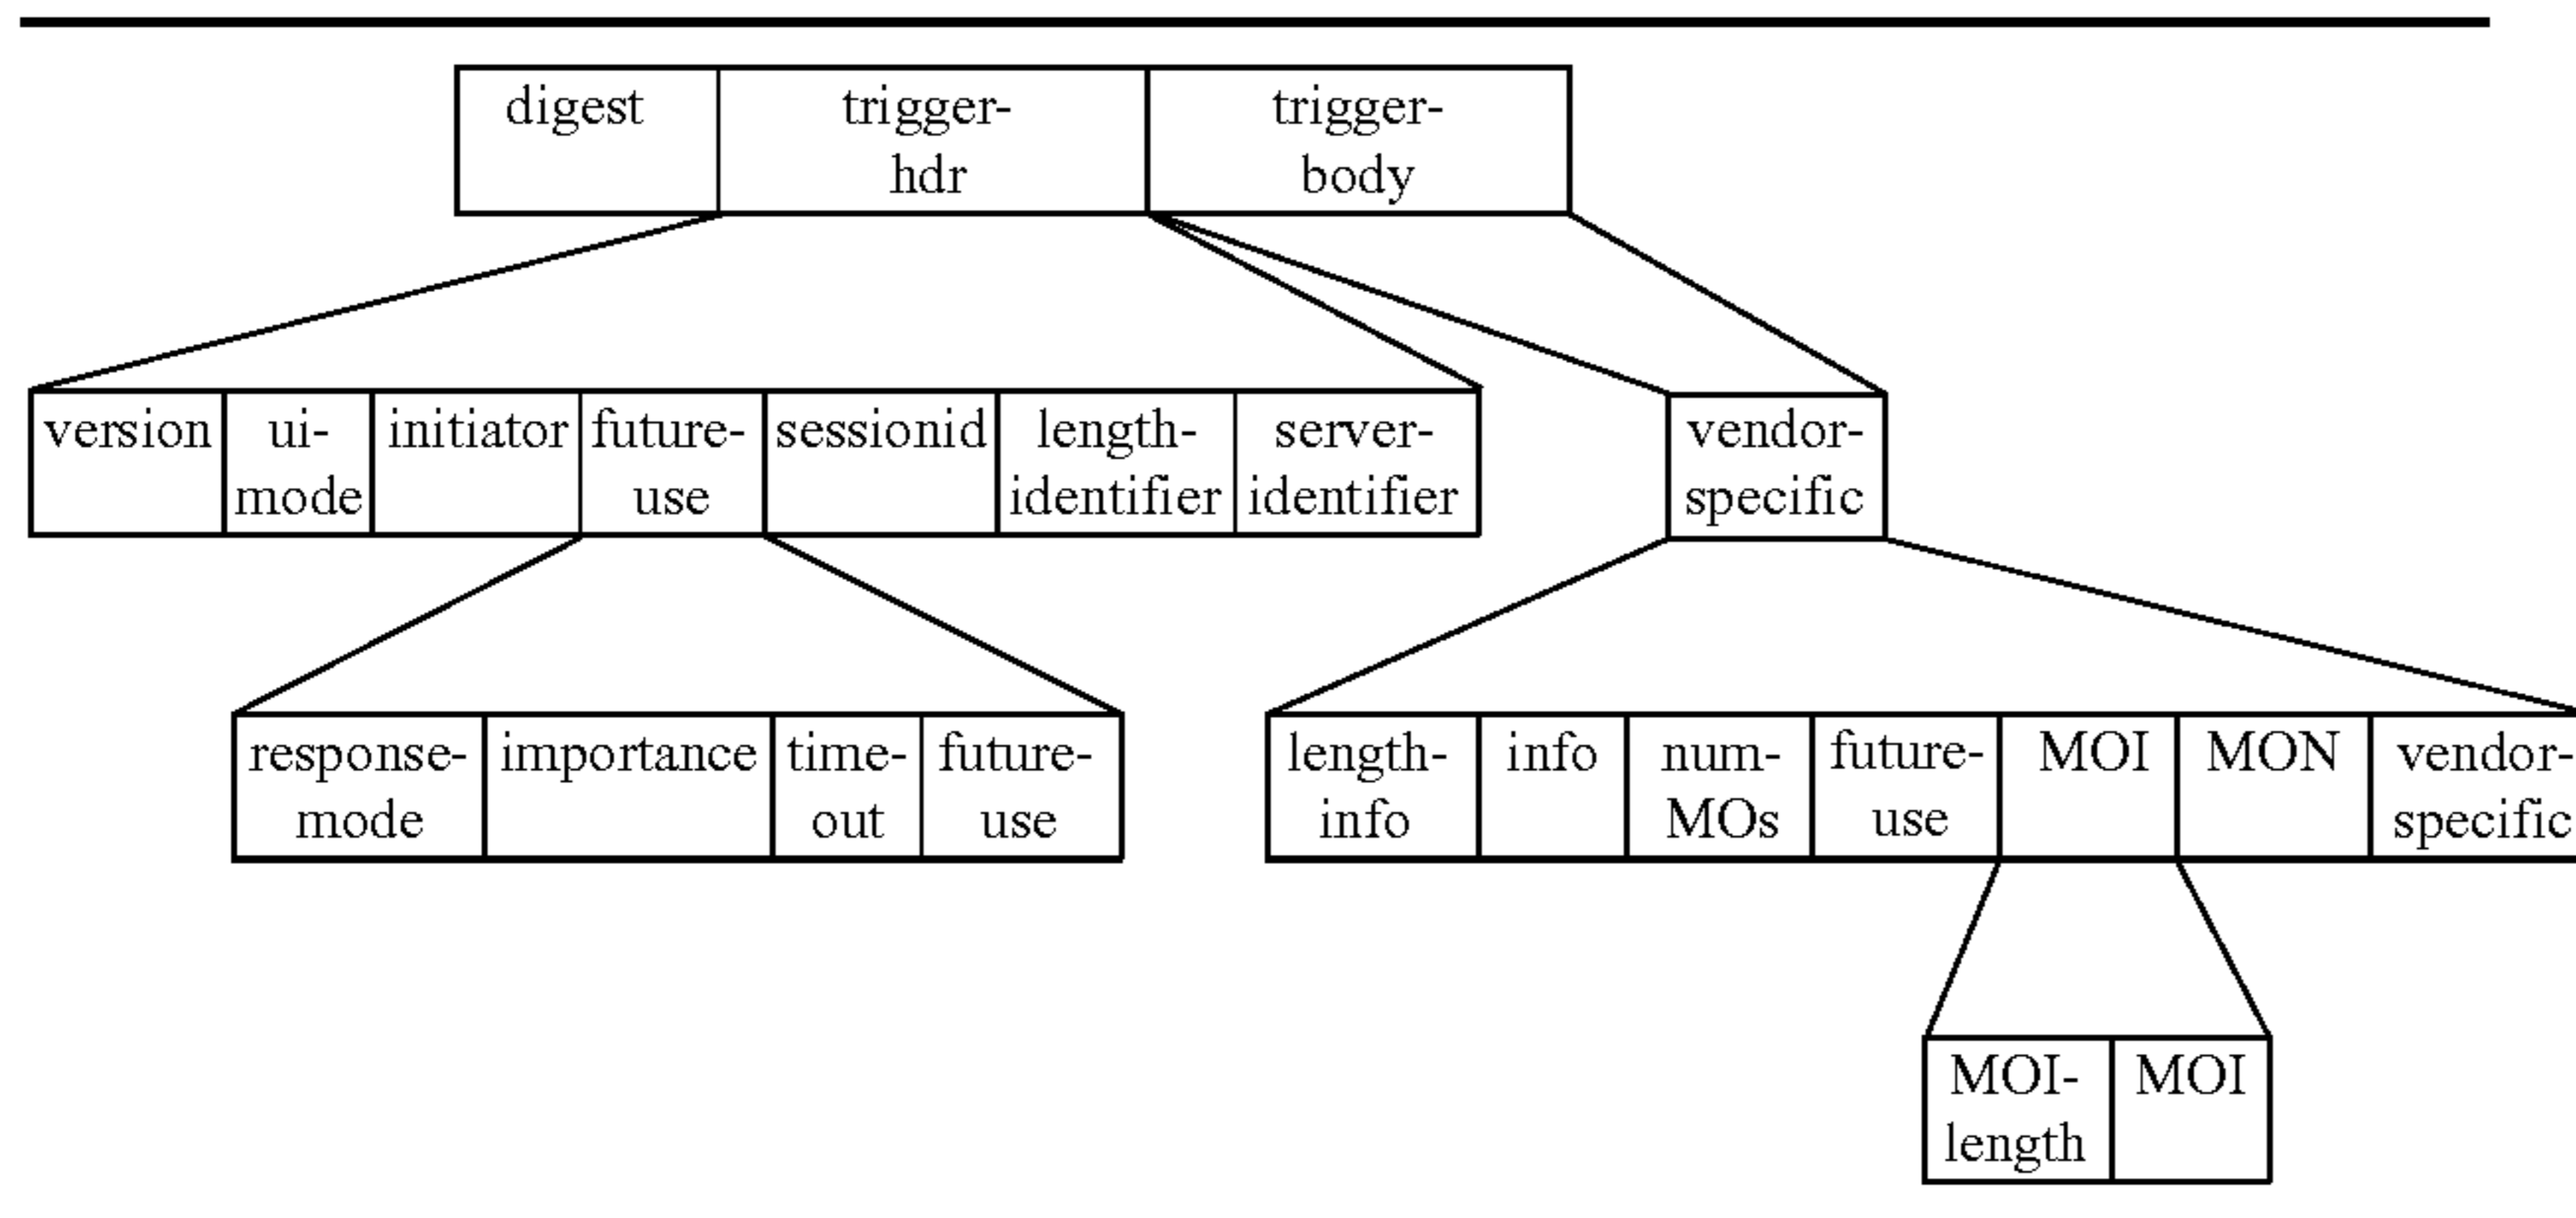 digest
trigger-
hdr
trigger-
body
version
ui-
mode
initiator
future-
use
sessionid
length-
identifier
server-
identifier
vendor-
specific
response-
mode
importance
time-
out
future-
use
length-
info
info
num-
MOs
future-
use
MOI
MON
vendor-
specific
MOI-
length
MOI